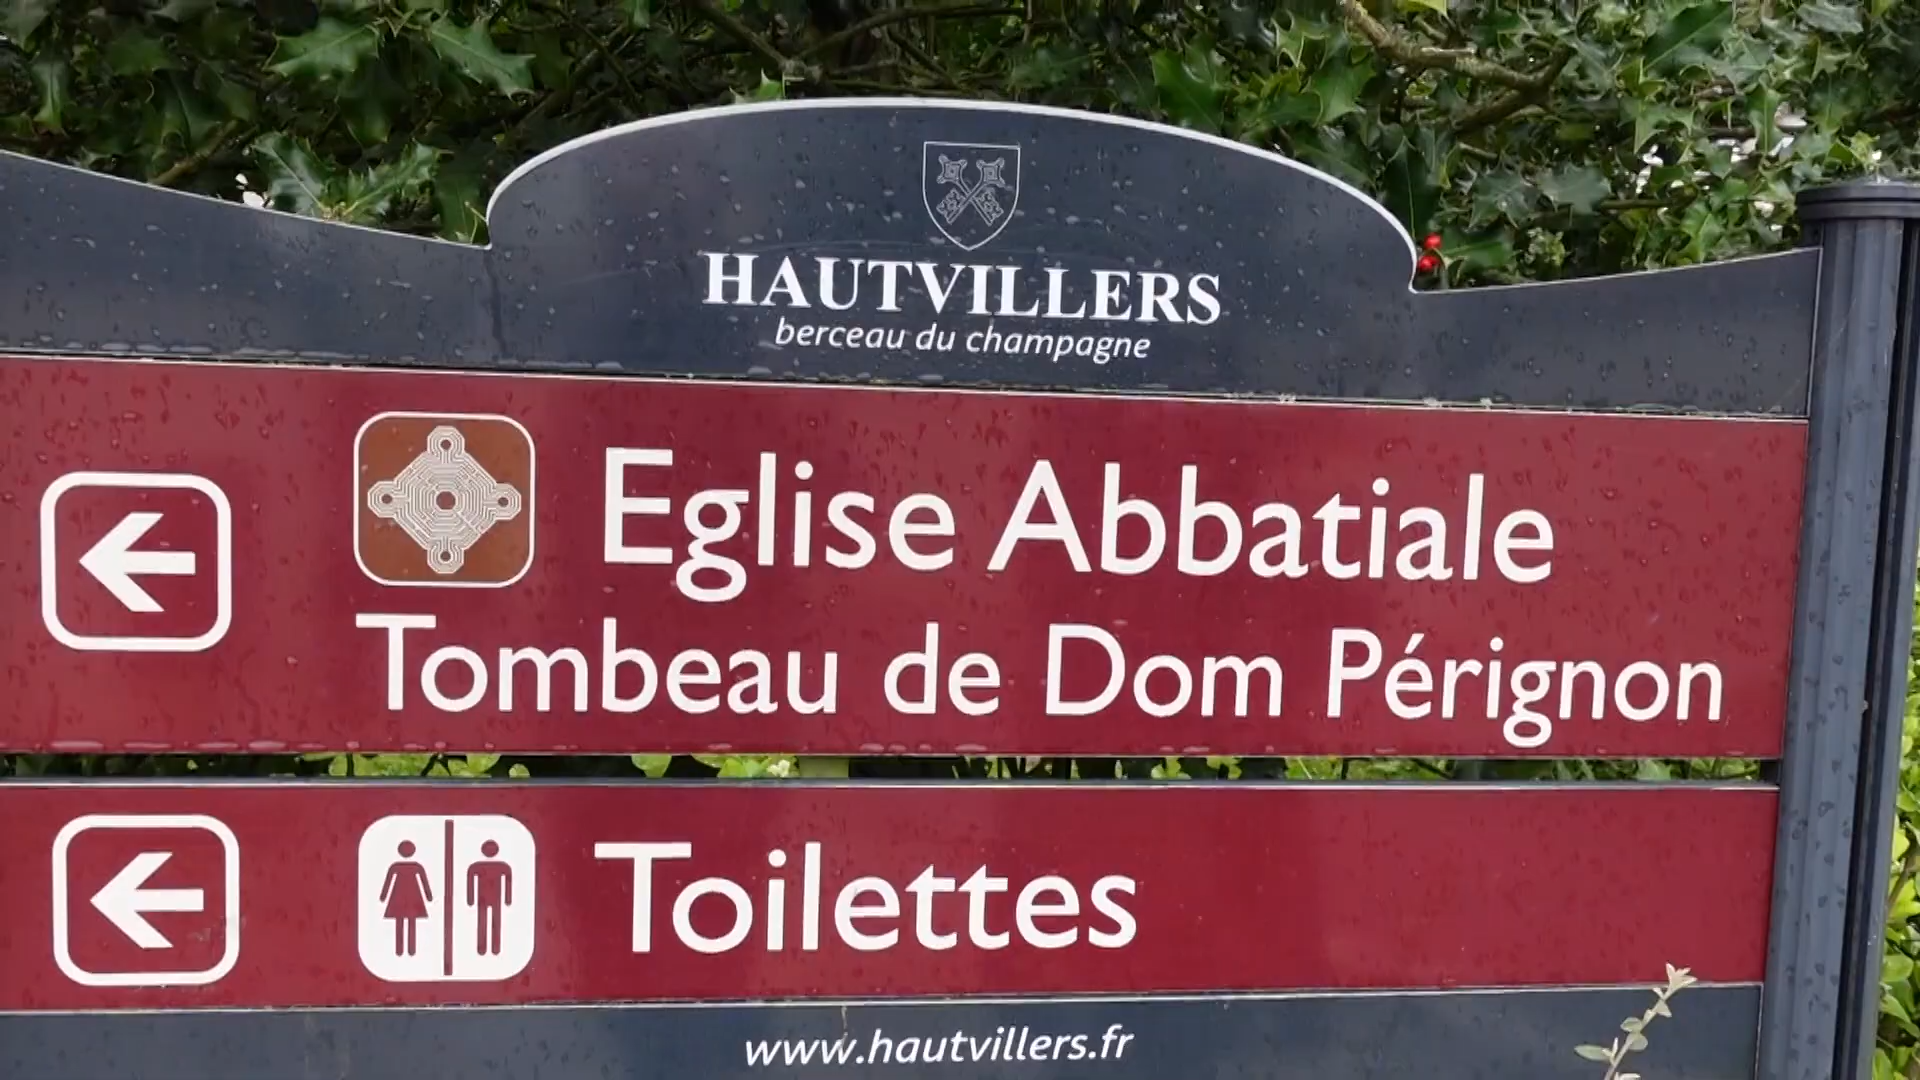 HAUTVILLERS
berceau du champagne
Eglise Abbatiale
Tombeau de Dom Pérignon
Toilettes
www.hautvillers.fr